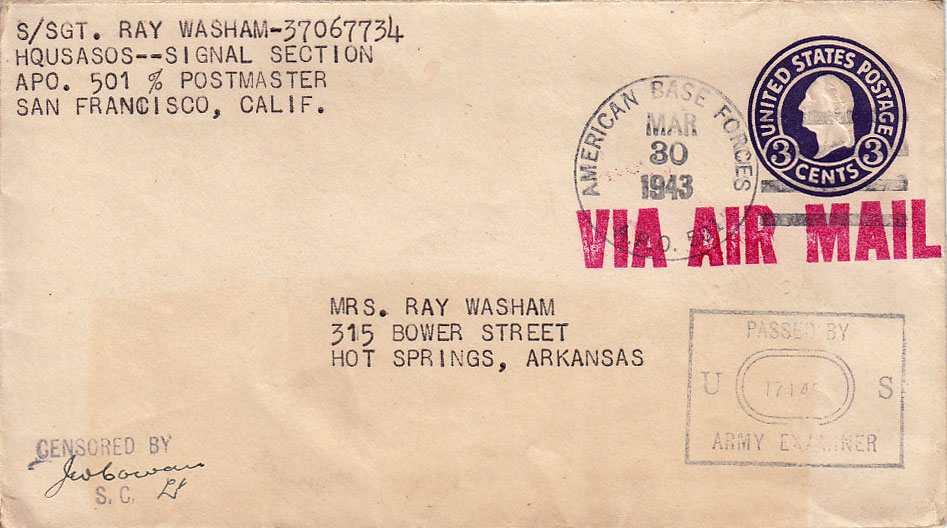 S/SGT. RAY WASHAM-37067734
HQUSASOS--SIGNAL SECTION
APO. 501 % POSTMASTER
SAN FRANCISCO, CALIF.
AMERICAN BASE FORCES
MAR
30
1943
UNITED STATES POSTAGE
3 3
CENTS
VIA AIR MAIL
MRS. RAY WASHAM
315 BOWER STREET
HOT SPRINGS, ARKANSAS
PASSED BY
U S
ARMY EXAMINER
CENSORED BY
S.C.